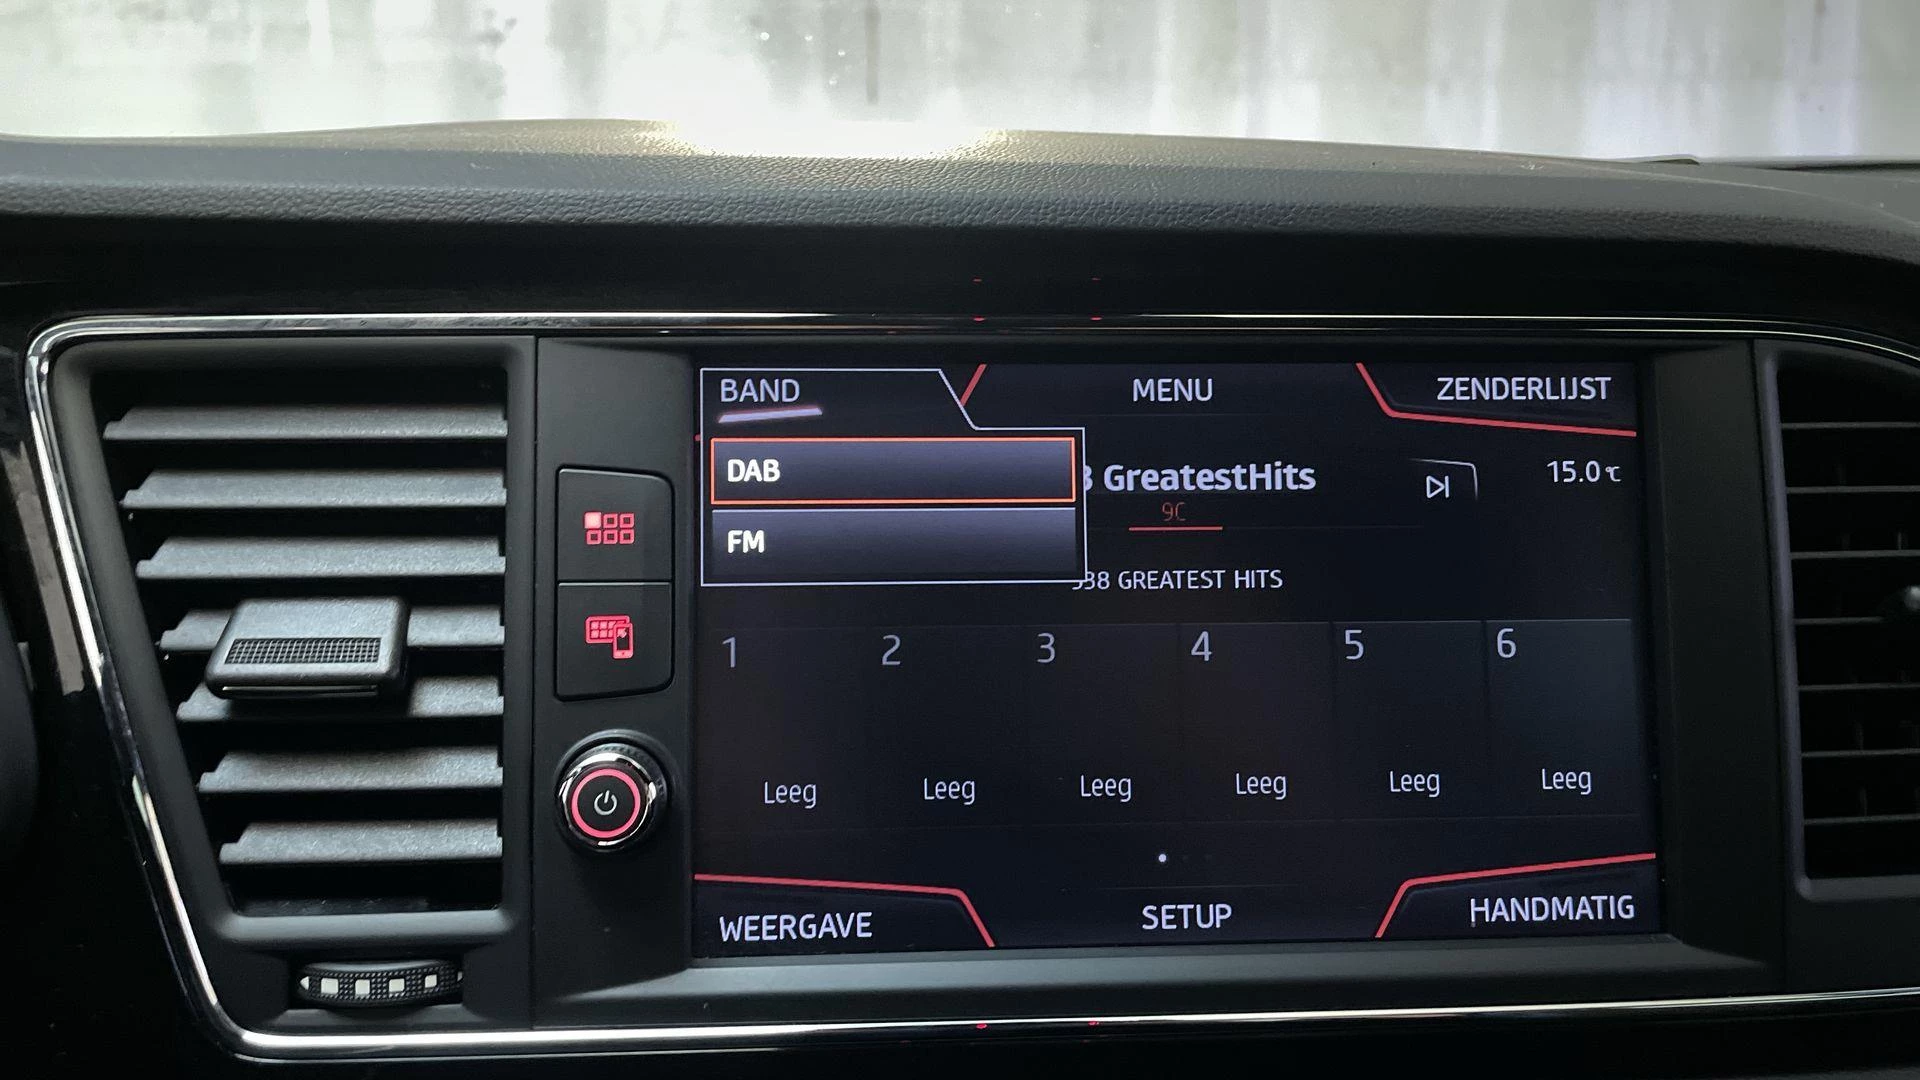 BAND MENU ZENDERLIJST
DAB
GreatestHits 15.0 °C
9C
FM
538 GREATEST HITS
1 2 3 4 5 6
Leeg Leeg Leeg Leeg Leeg Leeg
WEERGAVE SETUP HANDMATIG